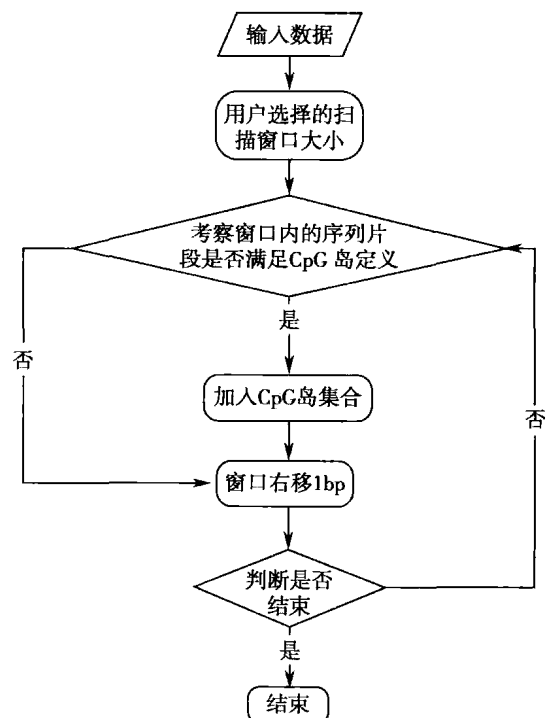 输入数据
用户选择的扫
描窗口大小
考察窗口内的序列片
段是否满足CpG 岛定义
是
否
加入CpG岛集合
否
窗口右移1bp
判断是否
结束
是
结束